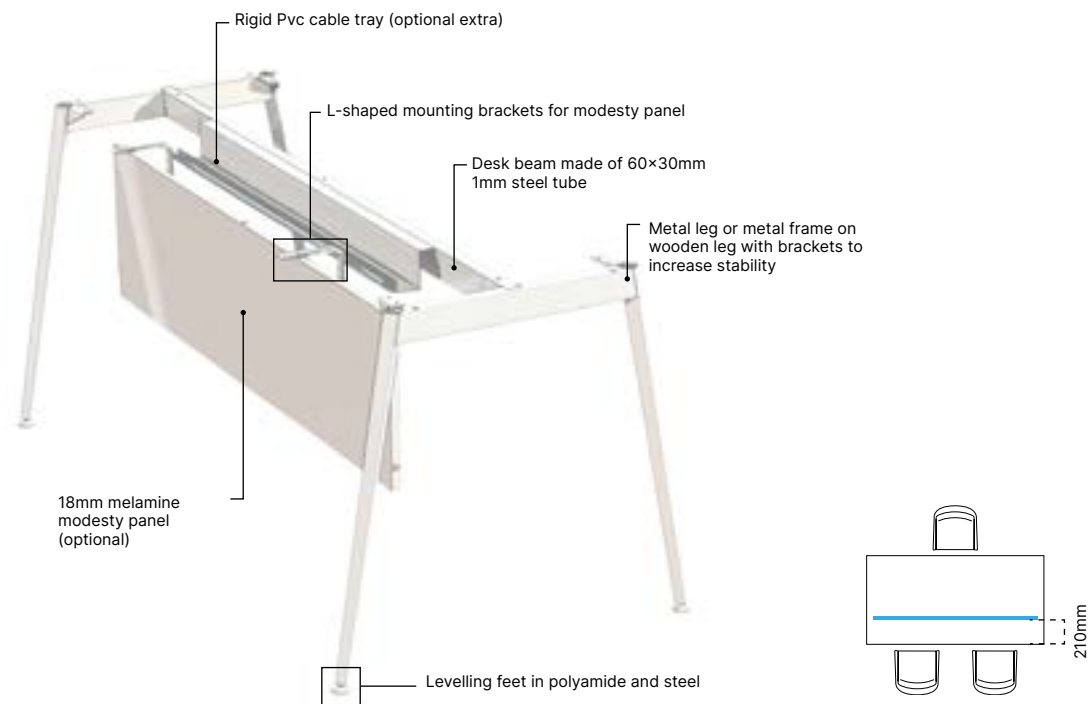 Rigid Pvc cable tray (optional extra)
L-shaped mounting brackets for modesty panel
Desk beam made of 60×30mm
1mm steel tube
Metal leg or metal frame on
wooden leg with brackets to
increase stability
18mm melamine
modesty panel
(optional)
210mm
Levelling feet in polyamide and steel